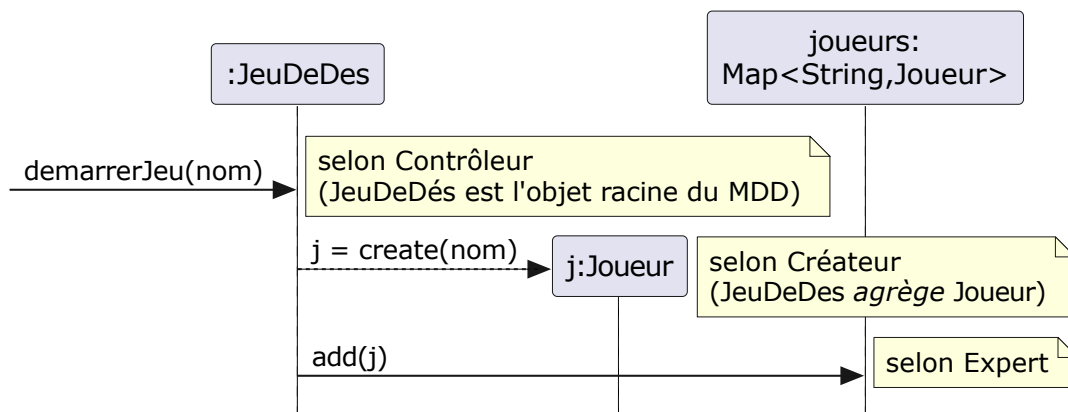 :JeuDeDes
joueurs:
Map<String,Joueur>
demarrerJeu(nom)
selon Contrôleur
(JeuDeDés est l'objet racine du MDD)
j = create(nom)
j:Joueur
selon Créateur
(JeuDeDes agrège Joueur)
add(j)
selon Expert